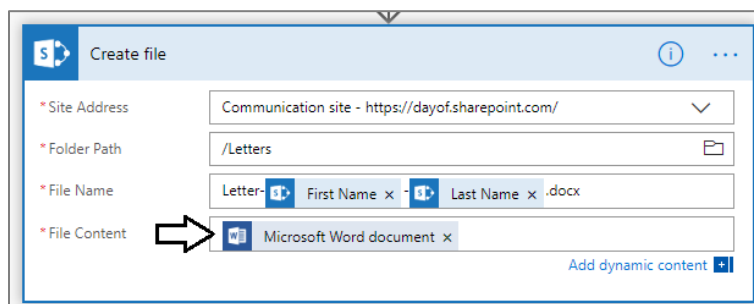 Create file
* Site Address Communication site - https://dayof.sharepoint.com/
* Folder Path /Letters
* File Name Letter- First Name × - Last Name × .docx
* File Content Microsoft Word document ×
Add dynamic content